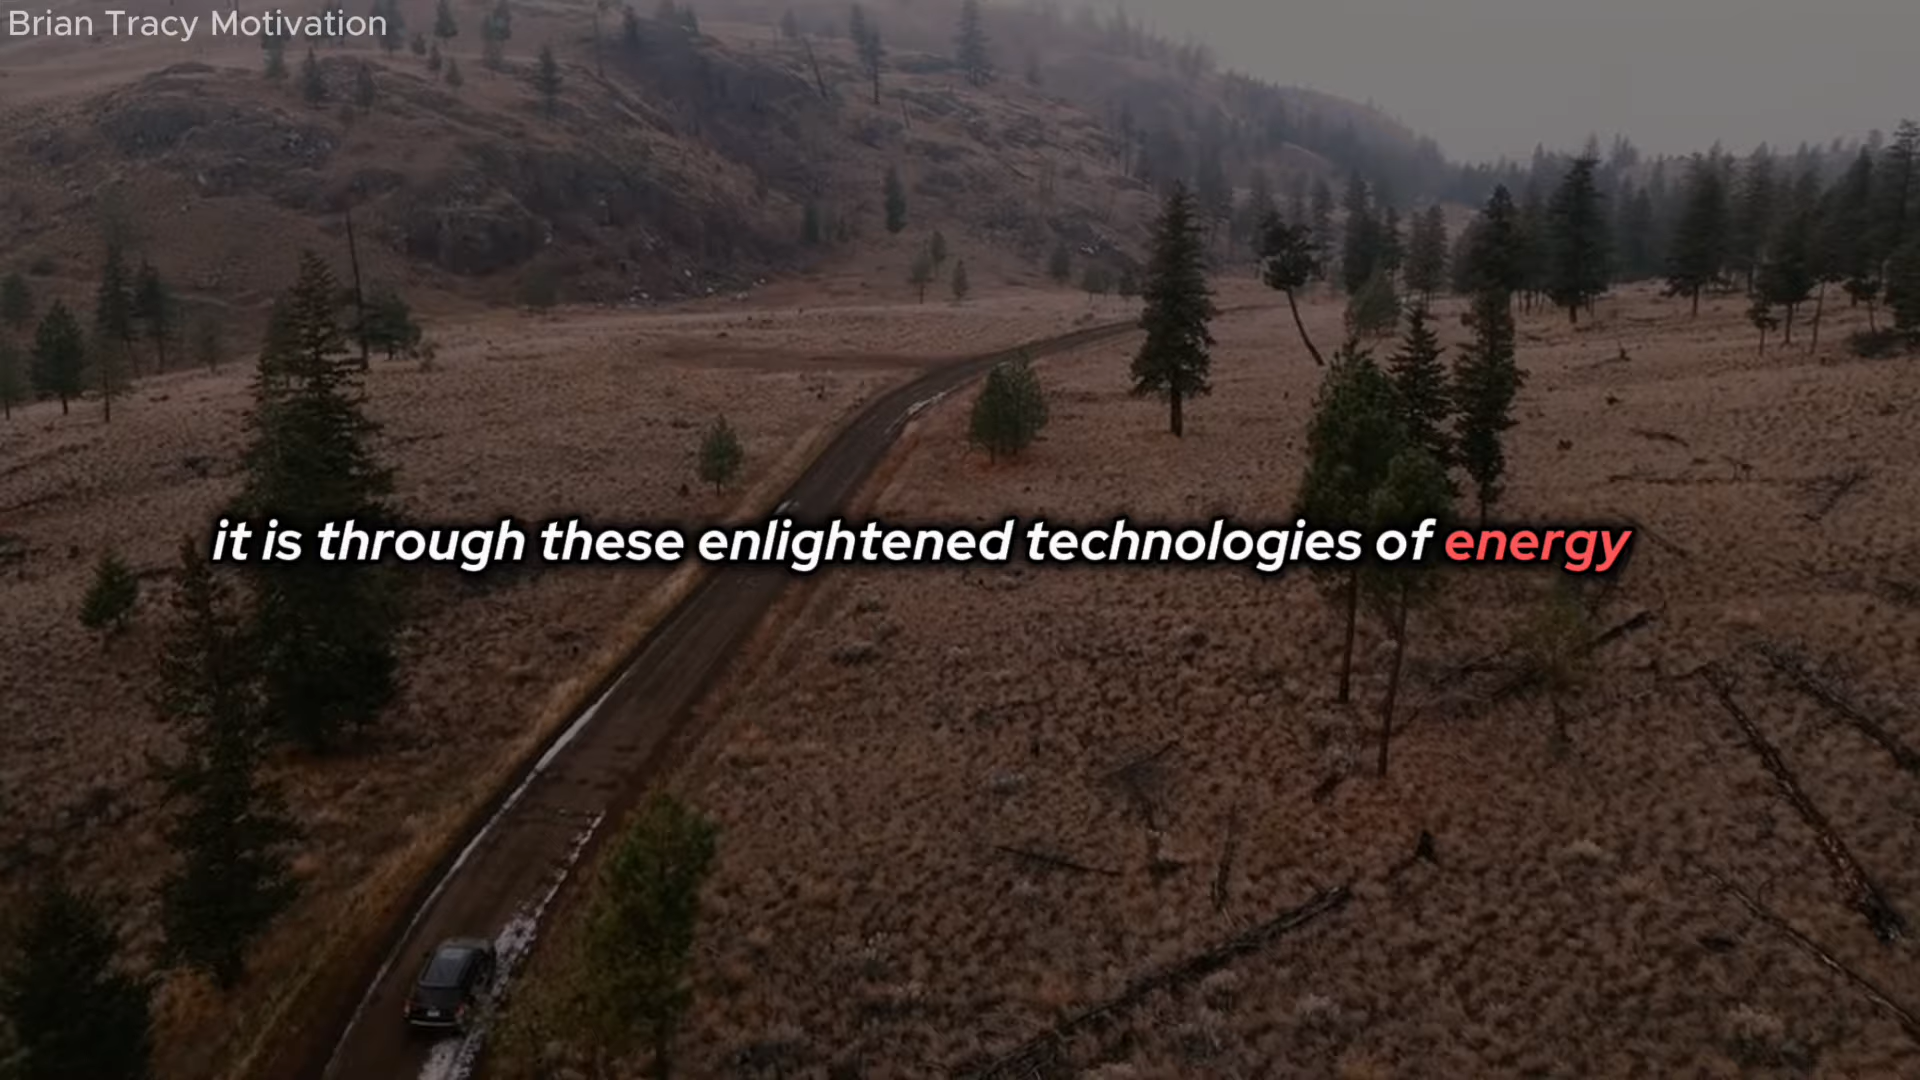 Brian Tracy Motivation
it is through these enlightened technologies of energy